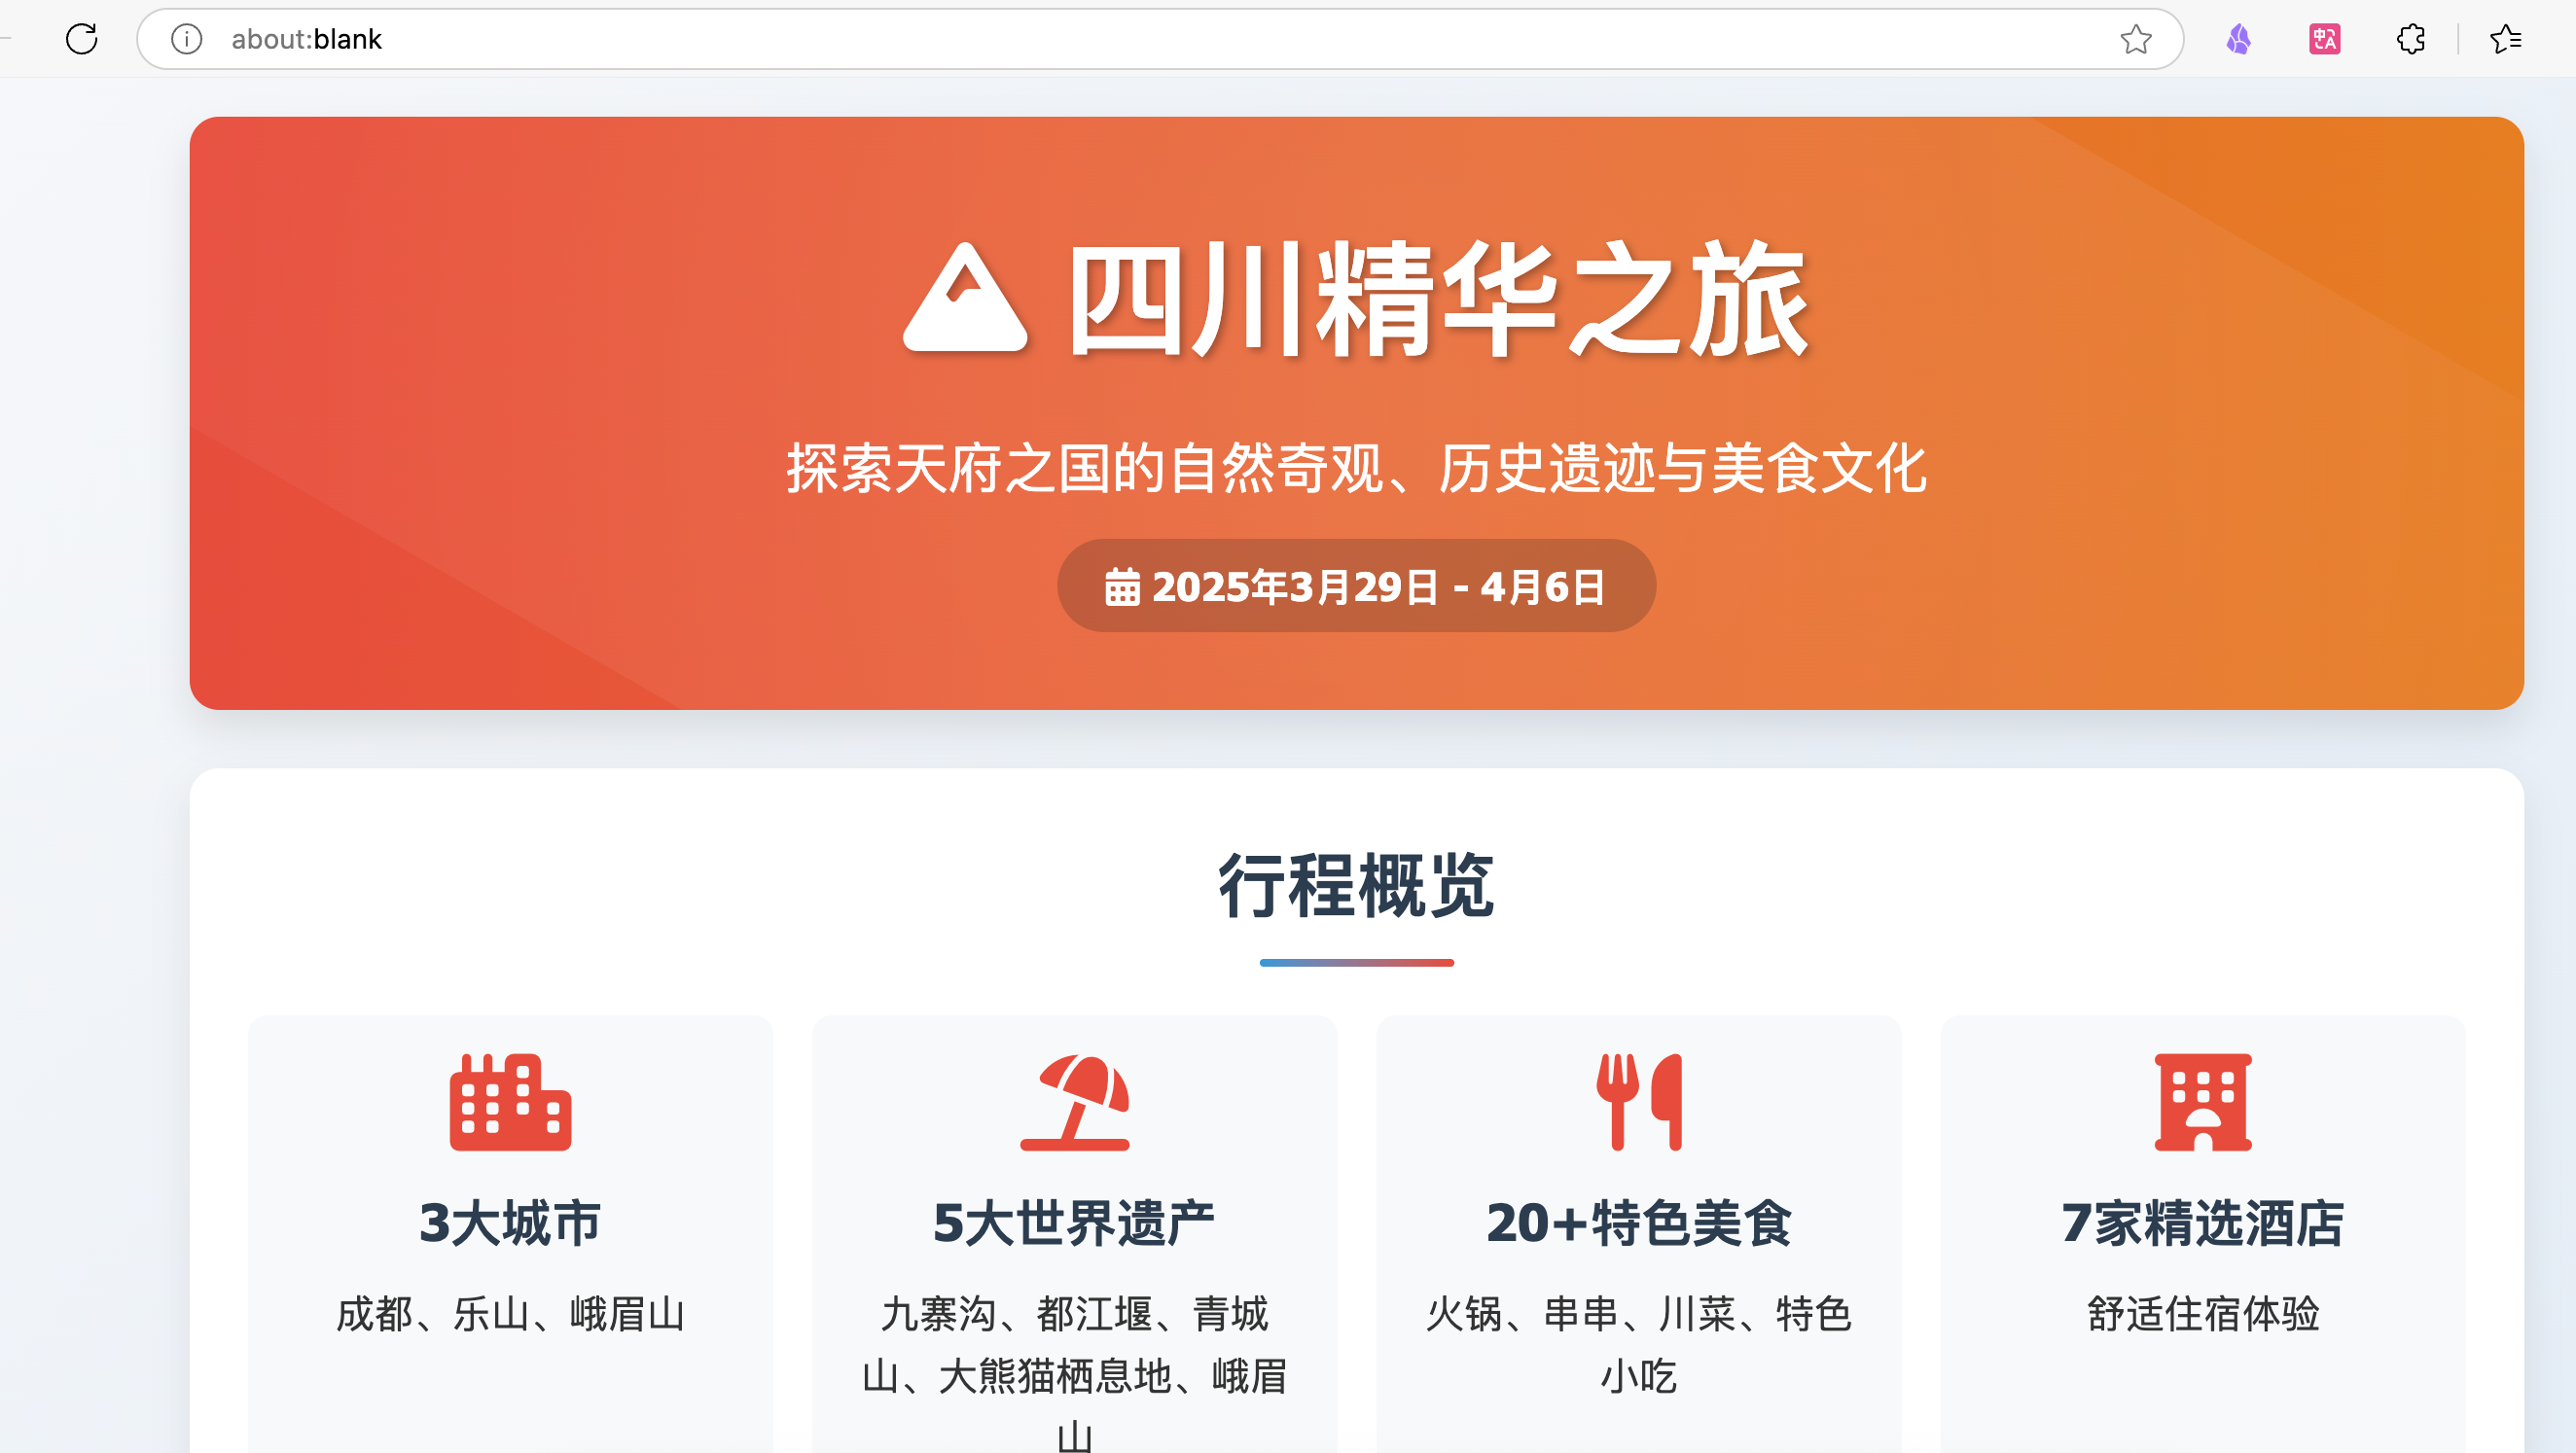 about:blank
四川精华之旅
探索天府之国的自然奇观、历史遗迹与美食文化
2025年3月29日 - 4月6日
行程概览
3大城市
成都、乐山、峨眉山
5大世界遗产
九寨沟、都江堰、青城
山、大熊猫栖息地、峨眉
山
20+特色美食
火锅、串串、川菜、特色
小吃
7家精选酒店
舒适住宿体验